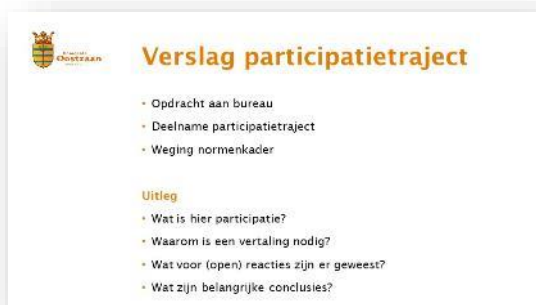 Oostzaan
Verslag participatietraject
• Opdracht aan bureau
• Deelname participatietraject
• Weging normenkader
Uitleg
• Wat is hier participatie?
• Waarom is een vertaling nodig?
• Wat voor (open) reacties zijn er geweest?
• Wat zijn belangrijke conclusies?